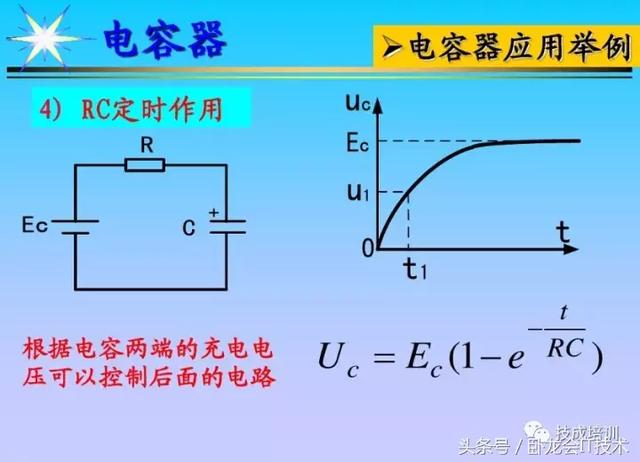 电容器
➢电容器应用举例
4) RC定时作用
R
Ec
+
C
uc
Ec
u1
0
t1
t
根据电容两端的充电电
压可以控制后面的电路
Uc = Ec(1−e^−t/RC)
技成培训
头条号/卧龙会IT技术